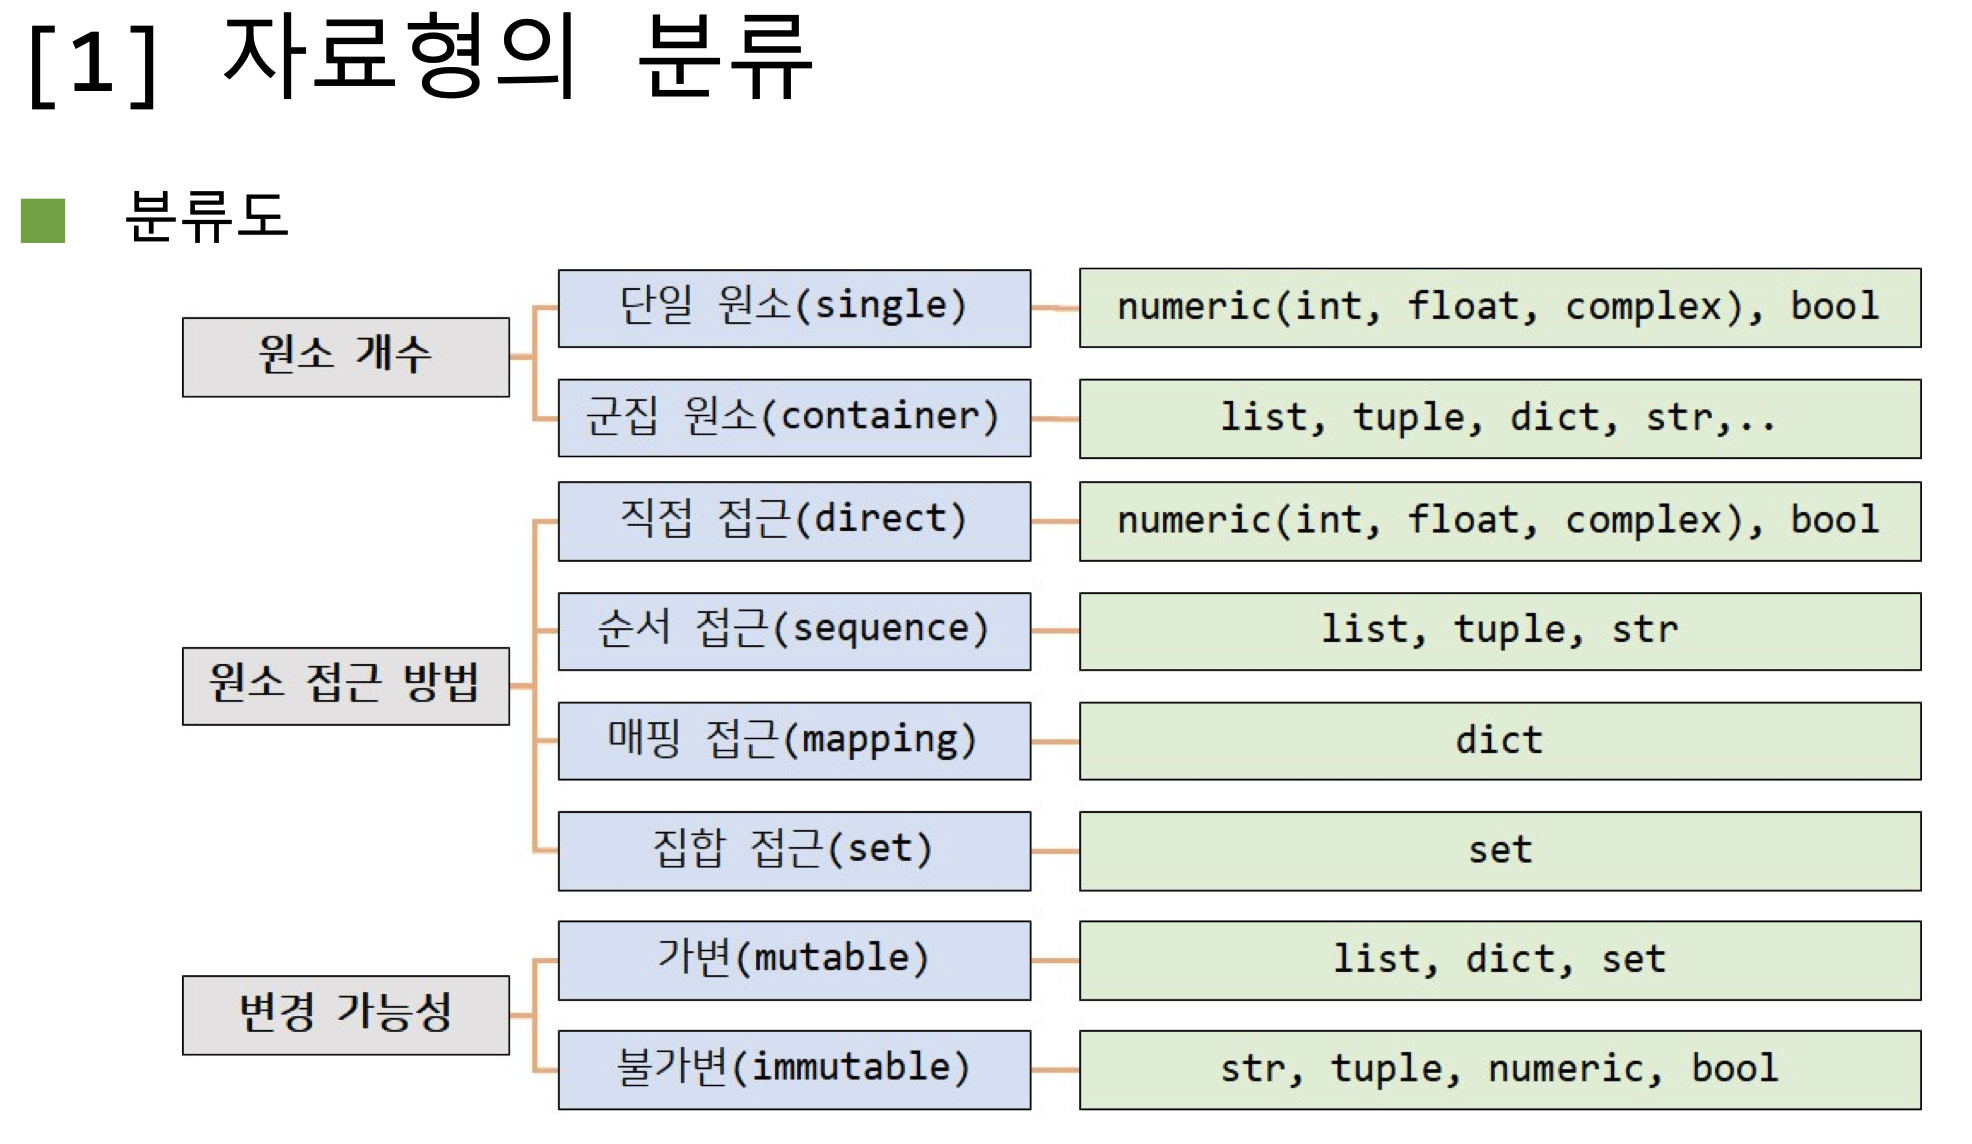 [1] 자료형의 분류
분류도
원소 개수
단일 원소(single)
numeric(int, float, complex), bool
군집 원소(container)
list, tuple, dict, str,..
원소 접근 방법
직접 접근(direct)
numeric(int, float, complex), bool
순서 접근(sequence)
list, tuple, str
매핑 접근(mapping)
dict
집합 접근(set)
set
변경 가능성
가변(mutable)
list, dict, set
불가변(immutable)
str, tuple, numeric, bool